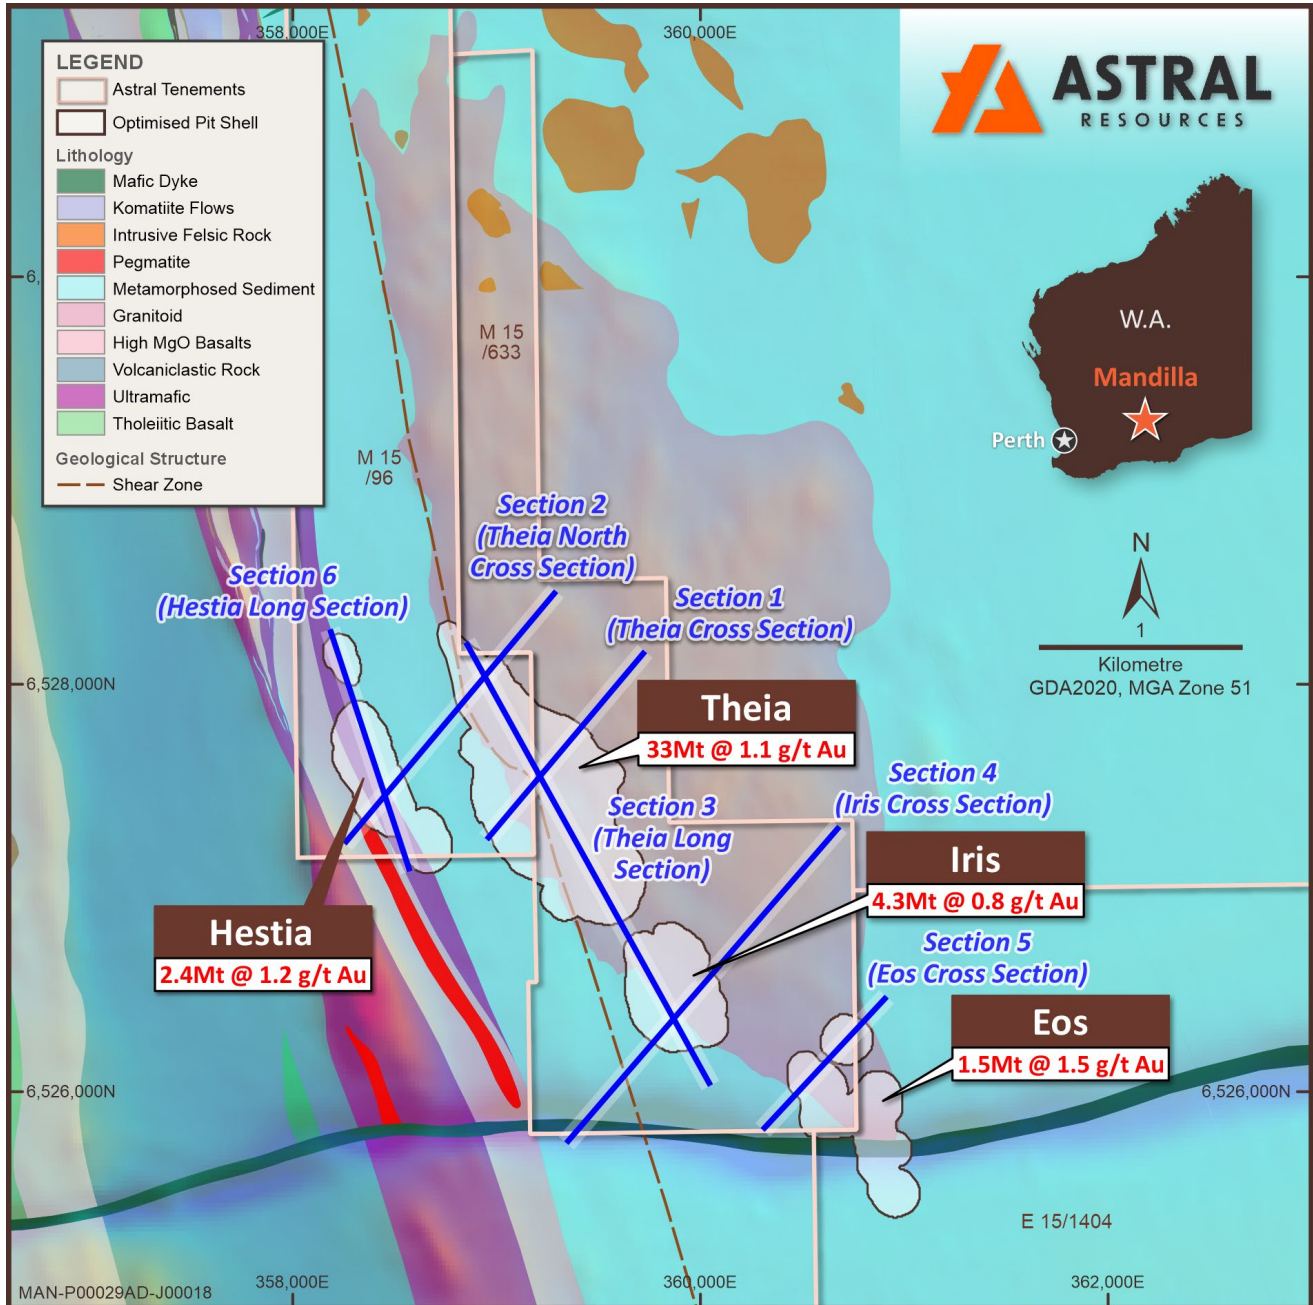 358,000E
360,000E
LEGEND
Astral Tenements
Optimised Pit Shell
Lithology
Mafic Dyke
Komatiite Flows
Intrusive Felsic Rock
Pegmatite
Metamorphosed Sediment
Granitoid
High MgO Basalts
Volcaniclastic Rock
Ultramafic
Tholeiitic Basalt
Geological Structure
Shear Zone
ASTRAL
RESOURCES
W.A.
Mandilla
Perth
N
1
Kilometre
GDA2020, MGA Zone 51
6,
M 15
/633
M 15
/96
Section 2
(Theia North
Cross Section)
Section 6
(Hestia Long Section)
Section 1
(Theia Cross Section)
6,528,000N
Theia
33Mt @ 1.1 g/t Au
Section 4
(Iris Cross Section)
Section 3
(Theia Long
Section)
Iris
4.3Mt @ 0.8 g/t Au
Hestia
2.4Mt @ 1.2 g/t Au
Section 5
(Eos Cross Section)
Eos
1.5Mt @ 1.5 g/t Au
6,526,000N
6,526,000N
E 15/1404
MAN-P00029AD-J00018
358,000E
360,000E
362,000E